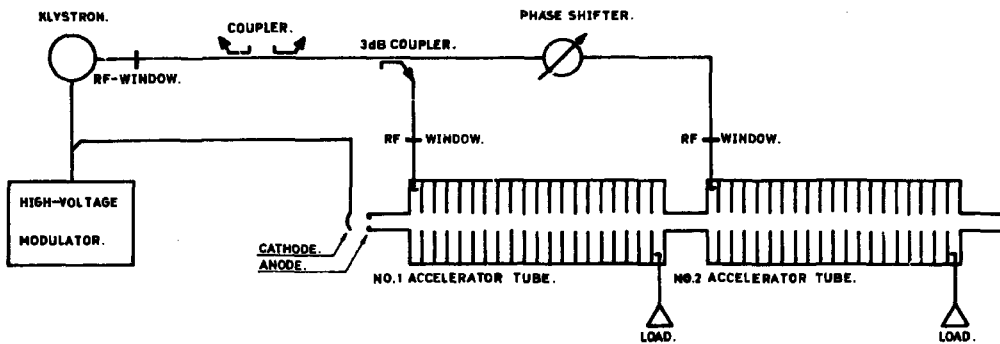 KLYSTRON.
COUPLER.
PHASE SHIFTER.
3dB COUPLER.
RF-WINDOW.
RF WINDOW.
RF WINDOW.
HIGH-VOLTAGE
MODULATOR.
CATHODE.
ANODE.
NO.1 ACCELERATOR TUBE.
NO.2 ACCELERATOR TUBE.
LOAD.
LOAD.